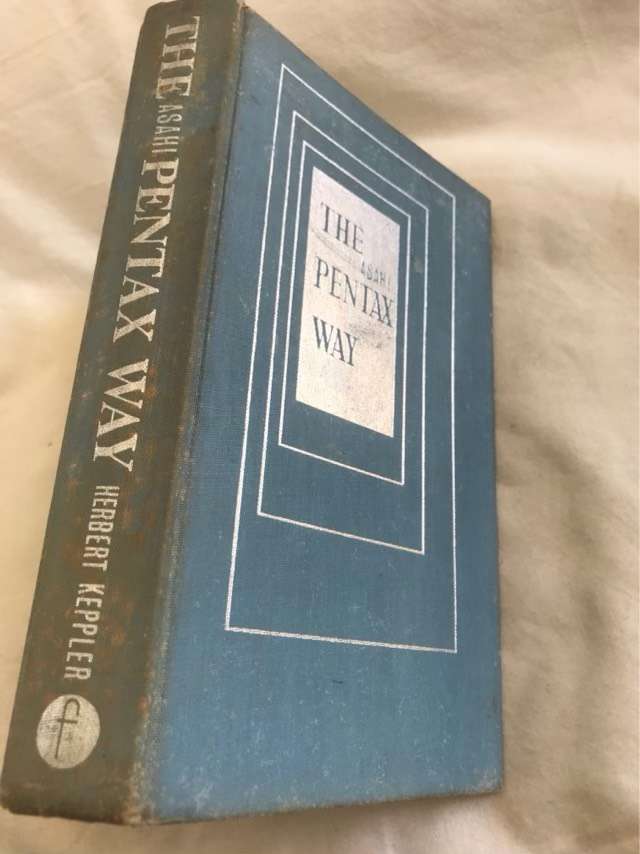 THE ASAHI PENTAX WAY HERBERT KEPPLER
f
THE
ASAHI
PENTAX
WAY